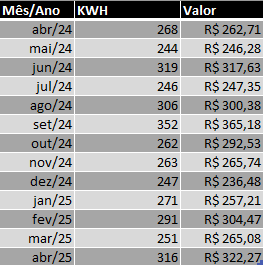 Mês/Ano KWH Valor
abr/24 268 R$ 262,71
mai/24 244 R$ 246,28
jun/24 319 R$ 317,63
jul/24 246 R$ 247,35
ago/24 306 R$ 300,38
set/24 352 R$ 365,18
out/24 262 R$ 292,53
nov/24 263 R$ 265,74
dez/24 247 R$ 236,48
jan/25 271 R$ 257,21
fev/25 291 R$ 304,47
mar/25 251 R$ 265,08
abr/25 316 R$ 322,27